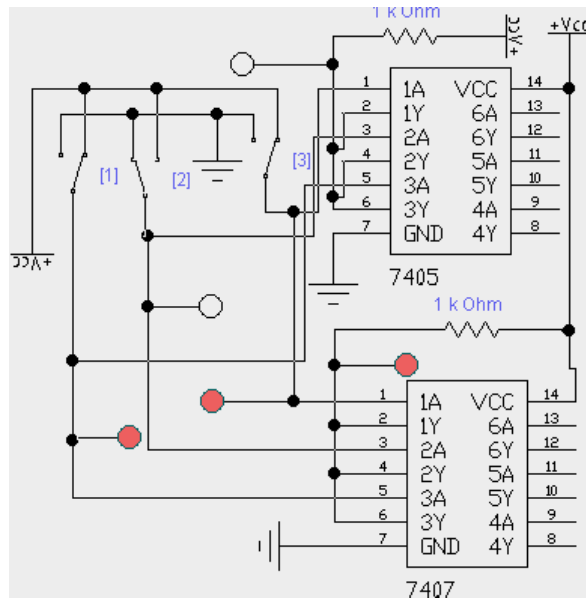 1 k Ohm
+Vcc
+Vcc
1 1A VCC 14
2 1Y 6A 13
3 2A 6Y 12
4 2Y 5A 11
5 3A 5Y 10
6 3Y 4A 9
7 GND 4Y 8
7405
[1] [2] [3]
+Vcc
1 k Ohm
1 1A VCC 14
2 1Y 6A 13
3 2A 6Y 12
4 2Y 5A 11
5 3A 5Y 10
6 3Y 4A 9
7 GND 4Y 8
7407